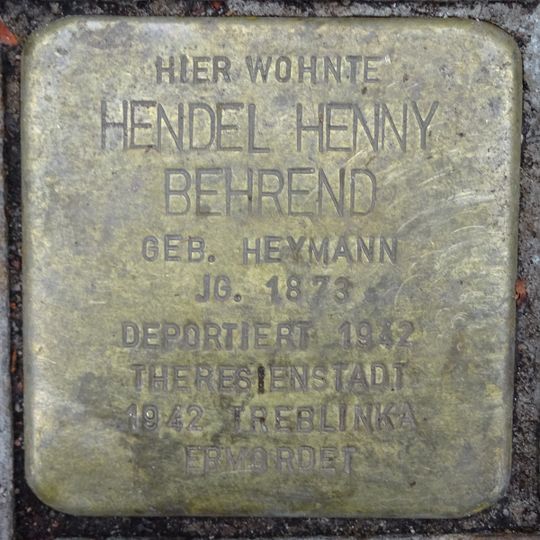 HIER WOHNTE
HENDEL HENNY
BEHREND
GEB. HEYMANN
JG. 1873
DEPORTIERT 1942
THERESIENSTADT
1942 TREBLINKA
ERMORDET